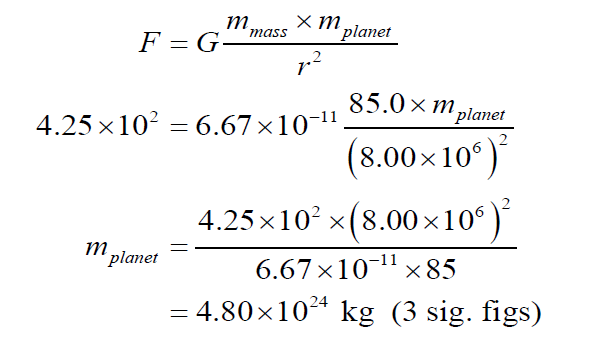 F = G m_mass × m_planet / r²
4.25×10² = 6.67×10⁻¹¹ 85.0×m_planet / (8.00×10⁶)²
m_planet = 4.25×10² ×(8.00×10⁶)² / 6.67×10⁻¹¹ ×85
= 4.80×10²⁴ kg (3 sig. figs)